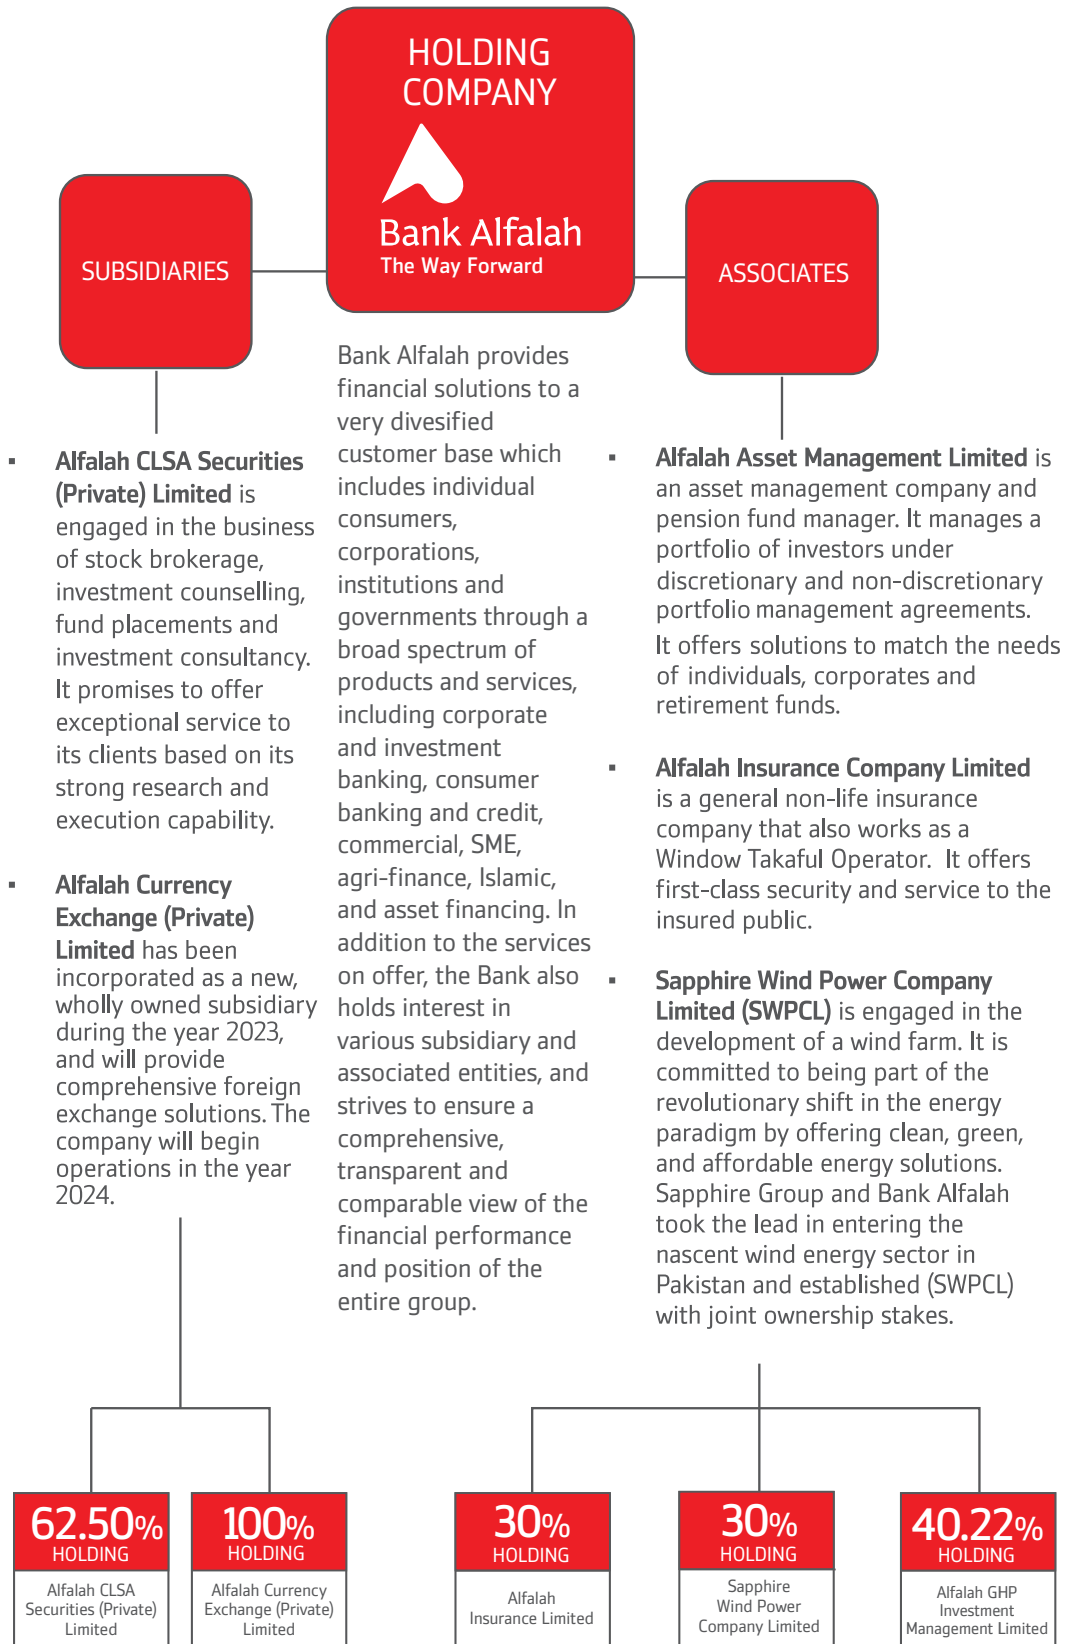 HOLDING
COMPANY
Bank Alfalah
The Way Forward
SUBSIDIARIES
ASSOCIATES
▪ Alfalah CLSA Securities
(Private) Limited is
engaged in the business
of stock brokerage,
investment counselling,
fund placements and
investment consultancy.
It promises to offer
exceptional service to
its clients based on its
strong research and
execution capability.
▪ Alfalah Currency
Exchange (Private)
Limited has been
incorporated as a new,
wholly owned subsidiary
during the year 2023,
and will provide
comprehensive foreign
exchange solutions. The
company will begin
operations in the year
2024.
Bank Alfalah provides
financial solutions to a
very divesified
customer base which
includes individual
consumers,
corporations,
institutions and
governments through a
broad spectrum of
products and services,
including corporate
and investment
banking, consumer
banking and credit,
commercial, SME,
agri-finance, Islamic,
and asset financing. In
addition to the services
on offer, the Bank also
holds interest in
various subsidiary and
associated entities, and
strives to ensure a
comprehensive,
transparent and
comparable view of the
financial performance
and position of the
entire group.
▪ Alfalah Asset Management Limited is
an asset management company and
pension fund manager. It manages a
portfolio of investors under
discretionary and non-discretionary
portfolio management agreements.
It offers solutions to match the needs
of individuals, corporates and
retirement funds.
▪ Alfalah Insurance Company Limited
is a general non-life insurance
company that also works as a
Window Takaful Operator. It offers
first-class security and service to the
insured public.
▪ Sapphire Wind Power Company
Limited (SWPCL) is engaged in the
development of a wind farm. It is
committed to being part of the
revolutionary shift in the energy
paradigm by offering clean, green,
and affordable energy solutions.
Sapphire Group and Bank Alfalah
took the lead in entering the
nascent wind energy sector in
Pakistan and established (SWPCL)
with joint ownership stakes.
62.50%
HOLDING
Alfalah CLSA
Securities (Private)
Limited
100%
HOLDING
Alfalah Currency
Exchange (Private)
Limited
30%
HOLDING
Alfalah
Insurance Limited
30%
HOLDING
Sapphire
Wind Power
Company Limited
40.22%
HOLDING
Alfalah GHP
Investment
Management Limited